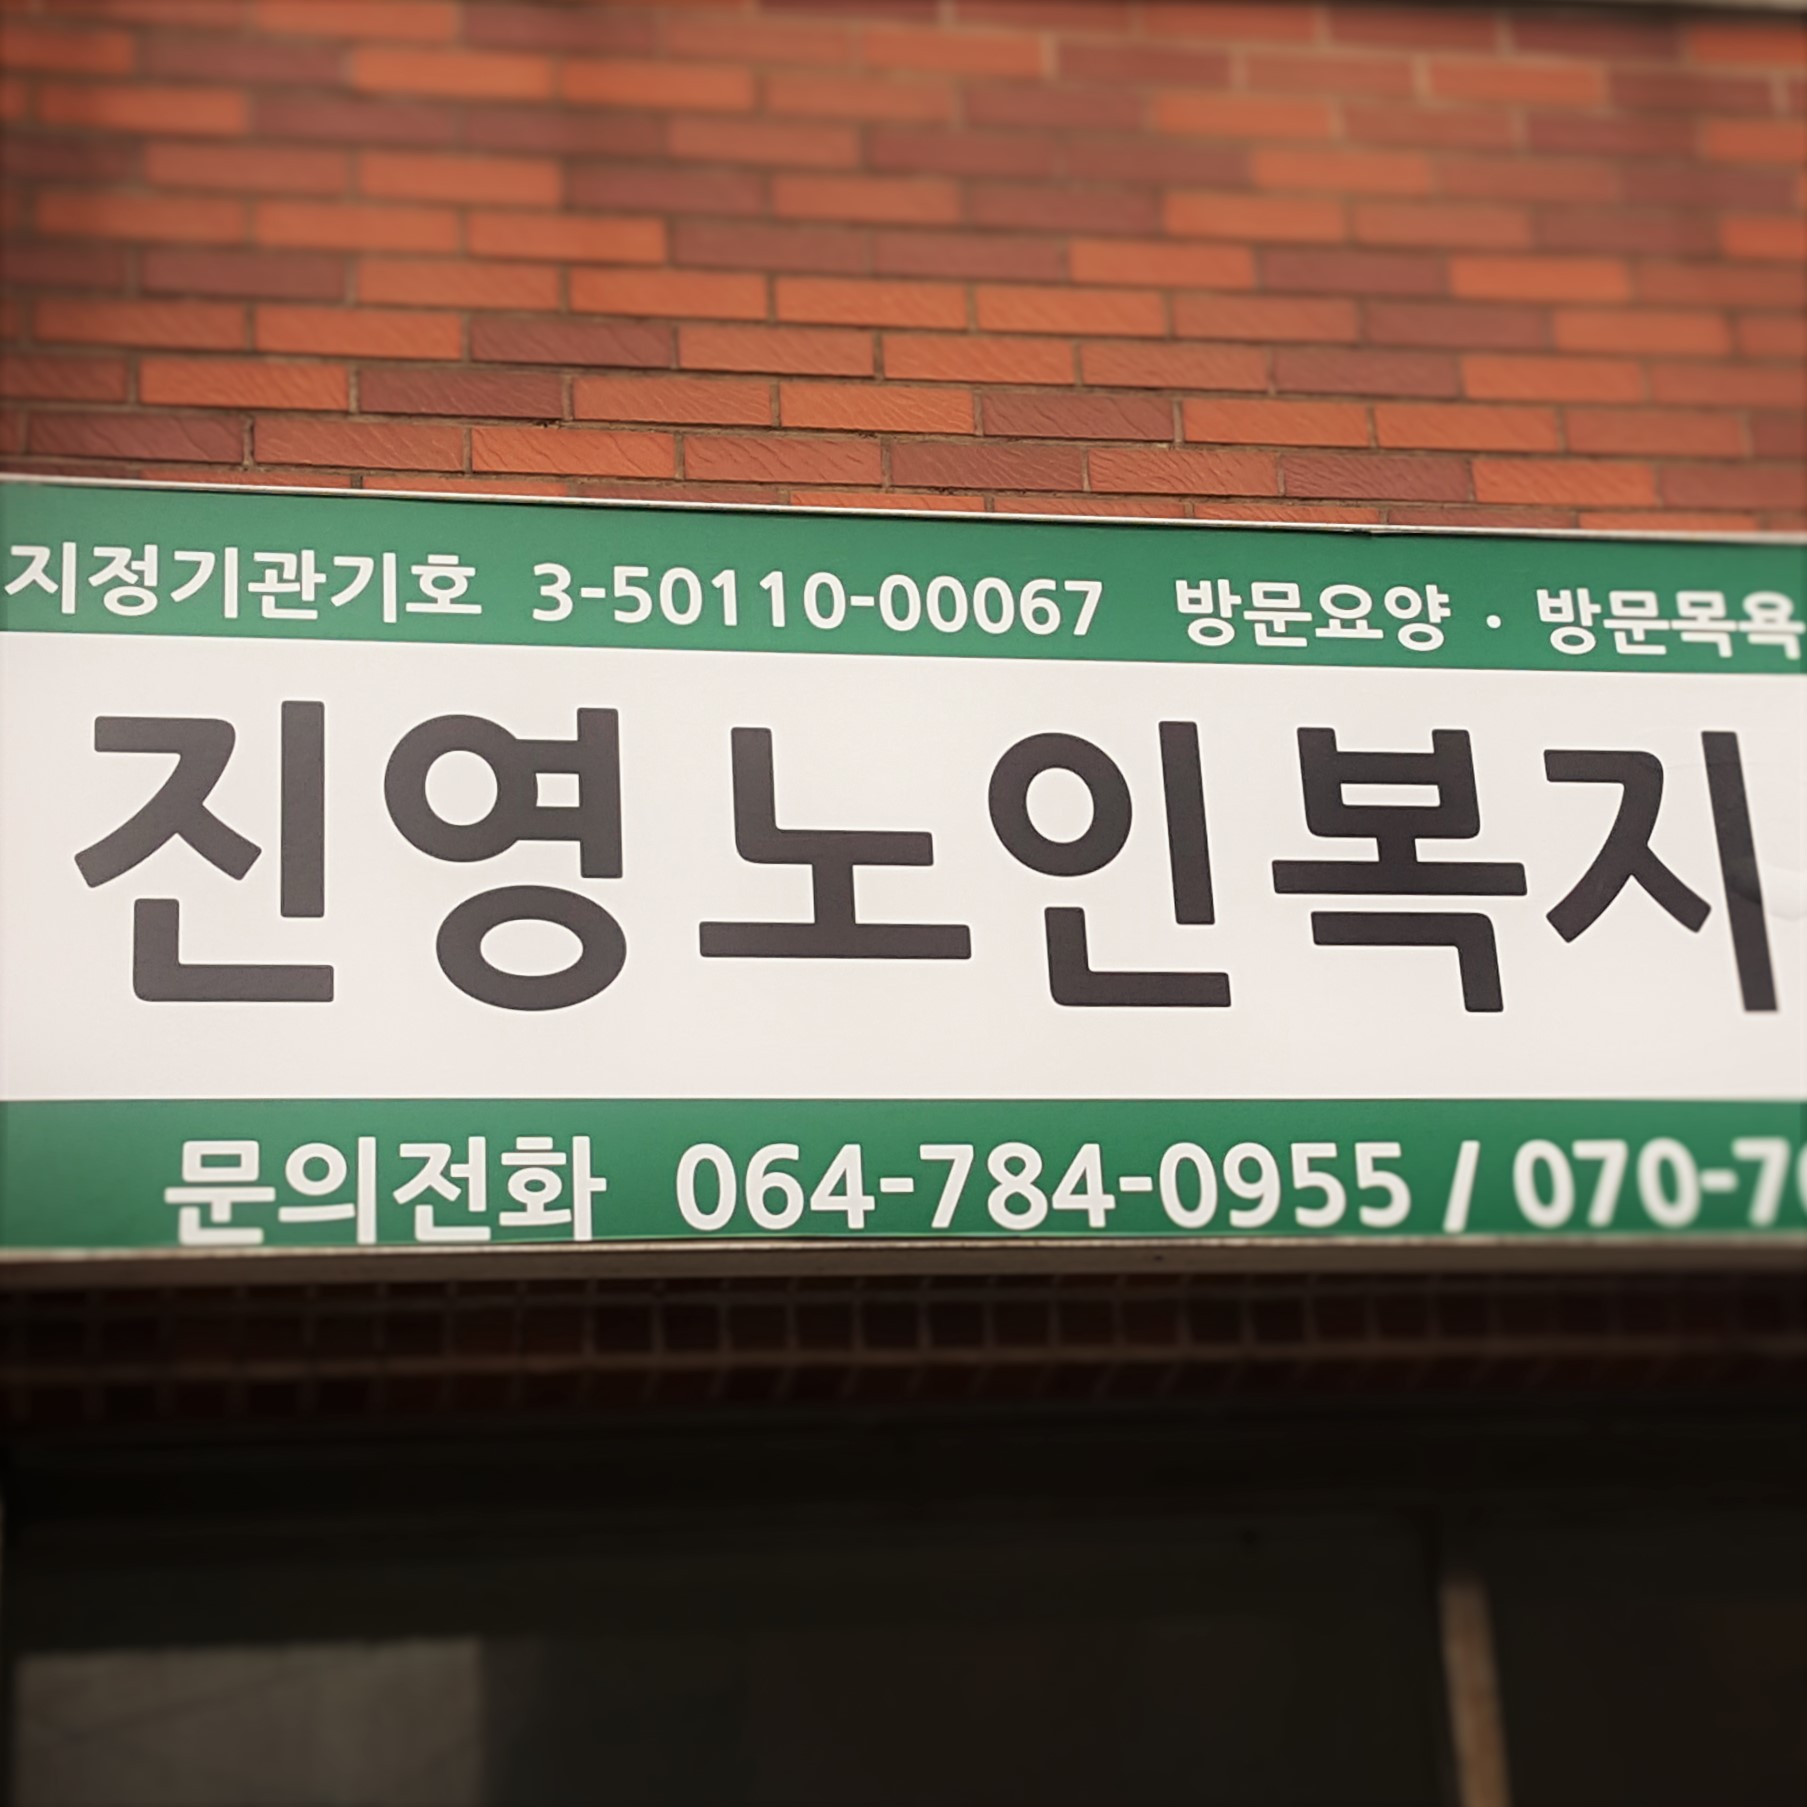 지정기관기호 3-50110-00067 방문요양 · 방문목욕
진영노인복지
문의전화 064-784-0955 / 070-7